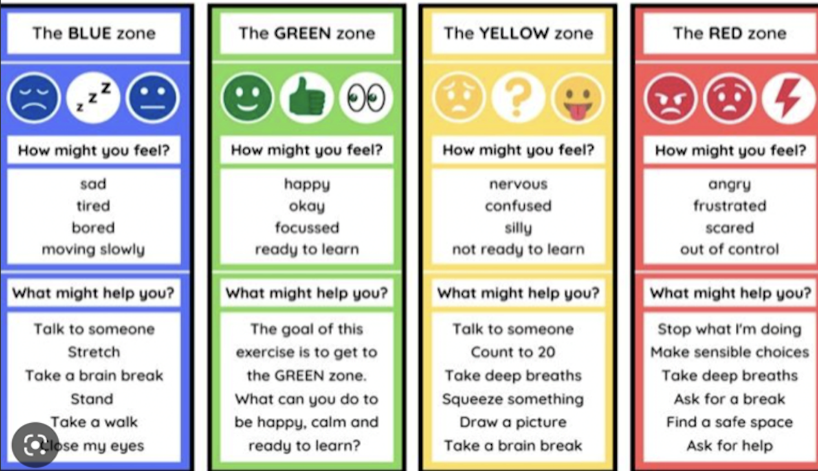 The BLUE zone
z z Z
How might you feel?
sad
tired
bored
moving slowly
What might help you?
Talk to someone
Stretch
Take a brain break
Stand
Take a walk
lose my eyes
The GREEN zone
How might you feel?
happy
okay
focussed
ready to learn
What might help you?
The goal of this
exercise is to get to
the GREEN zone.
What can you do to
be happy, calm and
ready to learn?
The YELLOW zone
?
How might you feel?
nervous
confused
silly
not ready to learn
What might help you?
Talk to someone
Count to 20
Take deep breaths
Squeeze something
Draw a picture
Take a brain break
The RED zone
How might you feel?
angry
frustrated
scared
out of control
What might help you?
Stop what I'm doing
Make sensible choices
Take deep breaths
Ask for a break
Find a safe space
Ask for help